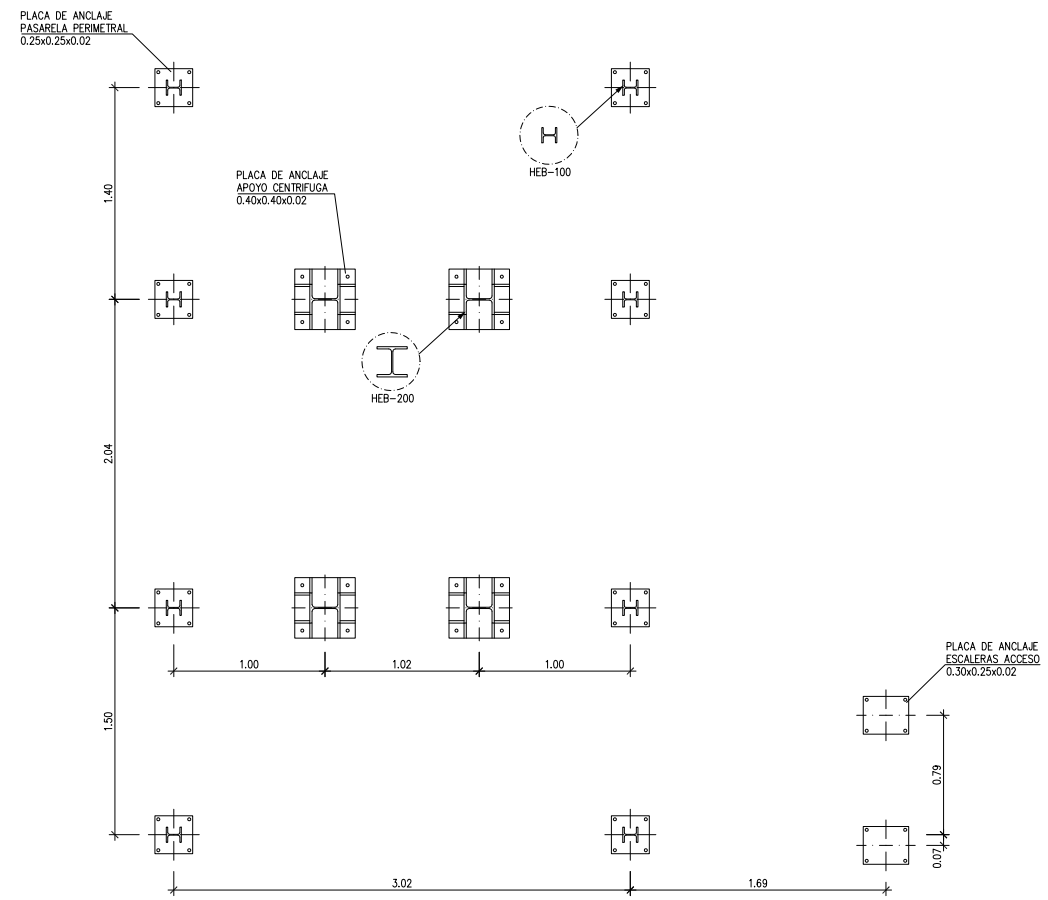 PLACA DE ANCLAJE
PASARELA PERIMETRAL
0.25x0.25x0.02
HEB-100
PLACA DE ANCLAJE
APOYO CENTRIFUGA
0.40x0.40x0.02
1.40
HEB-200
2.04
1.00
1.02
1.00
PLACA DE ANCLAJE
ESCALERAS ACCESO
0.30x0.25x0.02
1.50
0.79
0.07
3.02
1.69